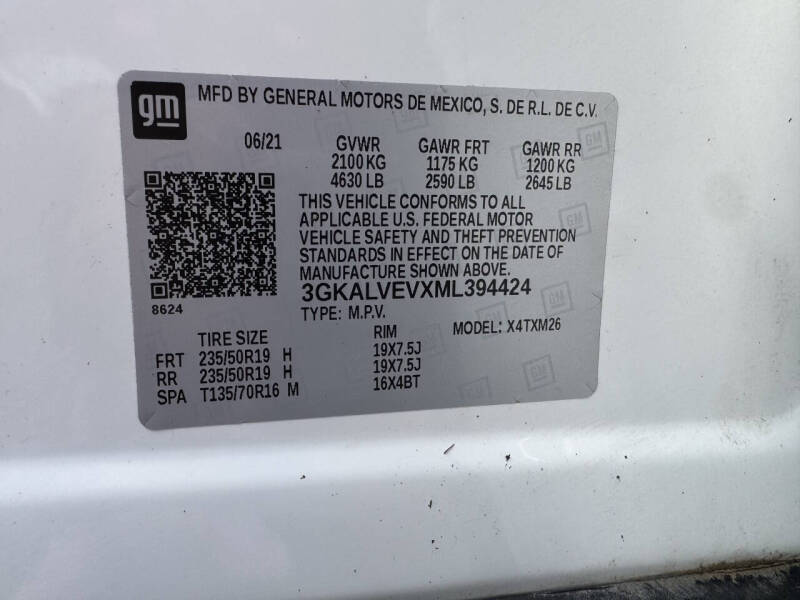 gm MFD BY GENERAL MOTORS DE MEXICO, S. DE R.L. DE C.V.
06/21 GVWR GAWR FRT GAWR RR
2100 KG 1175 KG 1200 KG
4630 LB 2590 LB 2645 LB
THIS VEHICLE CONFORMS TO ALL
APPLICABLE U.S. FEDERAL MOTOR
VEHICLE SAFETY AND THEFT PREVENTION
STANDARDS IN EFFECT ON THE DATE OF
MANUFACTURE SHOWN ABOVE.
8624 3GKALVEVXML394424
TYPE: M.P.V. MODEL: X4TXM26
TIRE SIZE RIM
FRT 235/50R19 H 19X7.5J
RR 235/50R19 H 19X7.5J
SPA T135/70R16 M 16X4BT